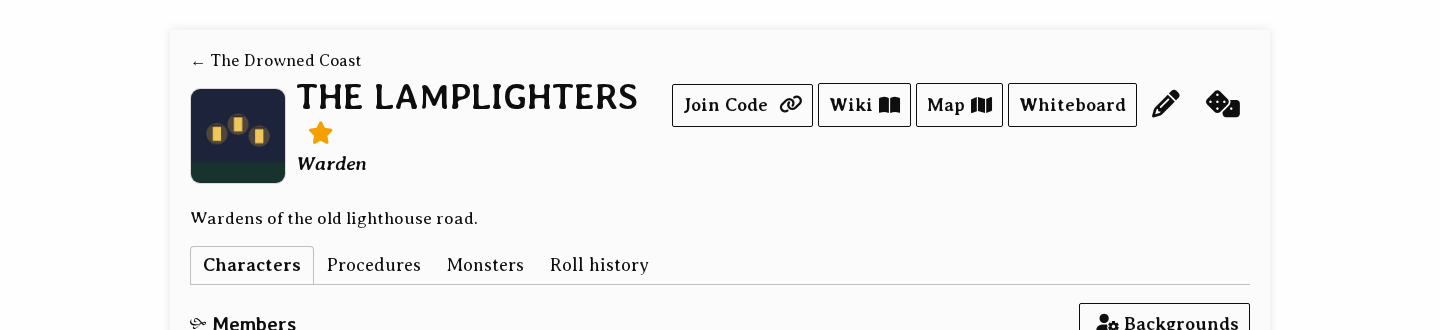 ← The Drowned Coast
THE LAMPLIGHTERS
Join Code
Wiki
Map
Whiteboard
Warden
Wardens of the old lighthouse road.
Characters
Procedures
Monsters
Roll history
Members
Backgrounds